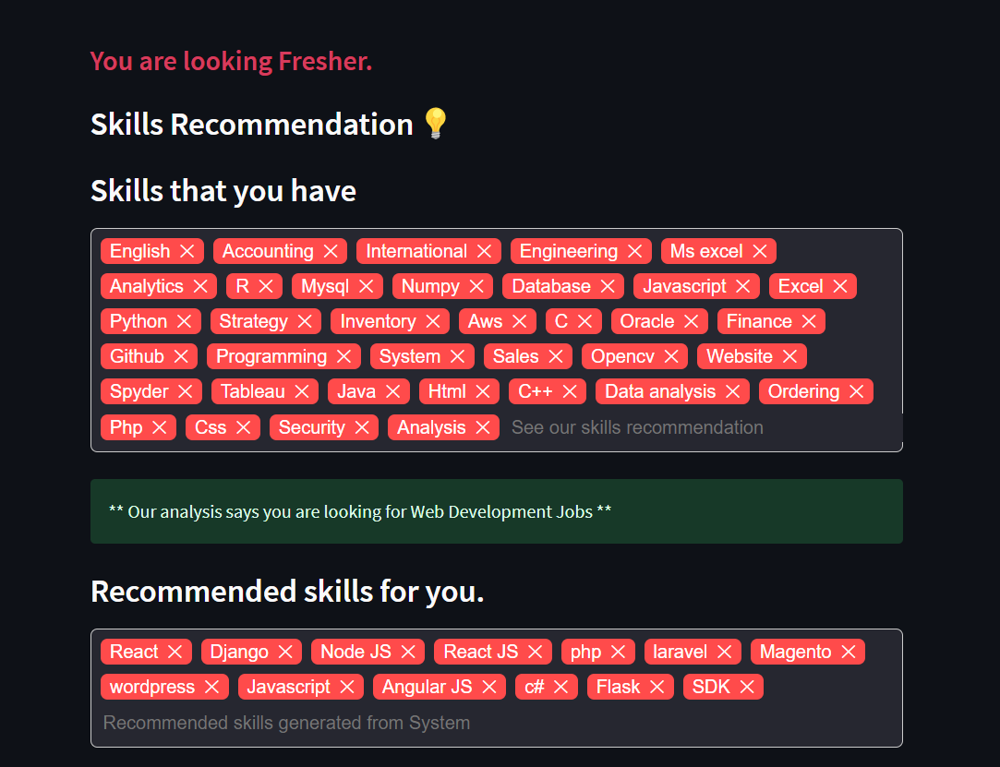 You are looking Fresher.
Skills Recommendation 💡
Skills that you have
English × Accounting × International × Engineering × Ms excel ×
Analytics × R × Mysql × Numpy × Database × Javascript × Excel ×
Python × Strategy × Inventory × Aws × C × Oracle × Finance ×
Github × Programming × System × Sales × Opencv × Website ×
Spyder × Tableau × Java × Html × C++ × Data analysis × Ordering ×
Php × Css × Security × Analysis × See our skills recommendation
** Our analysis says you are looking for Web Development Jobs **
Recommended skills for you.
React × Django × Node JS × React JS × php × laravel × Magento ×
wordpress × Javascript × Angular JS × c# × Flask × SDK ×
Recommended skills generated from System